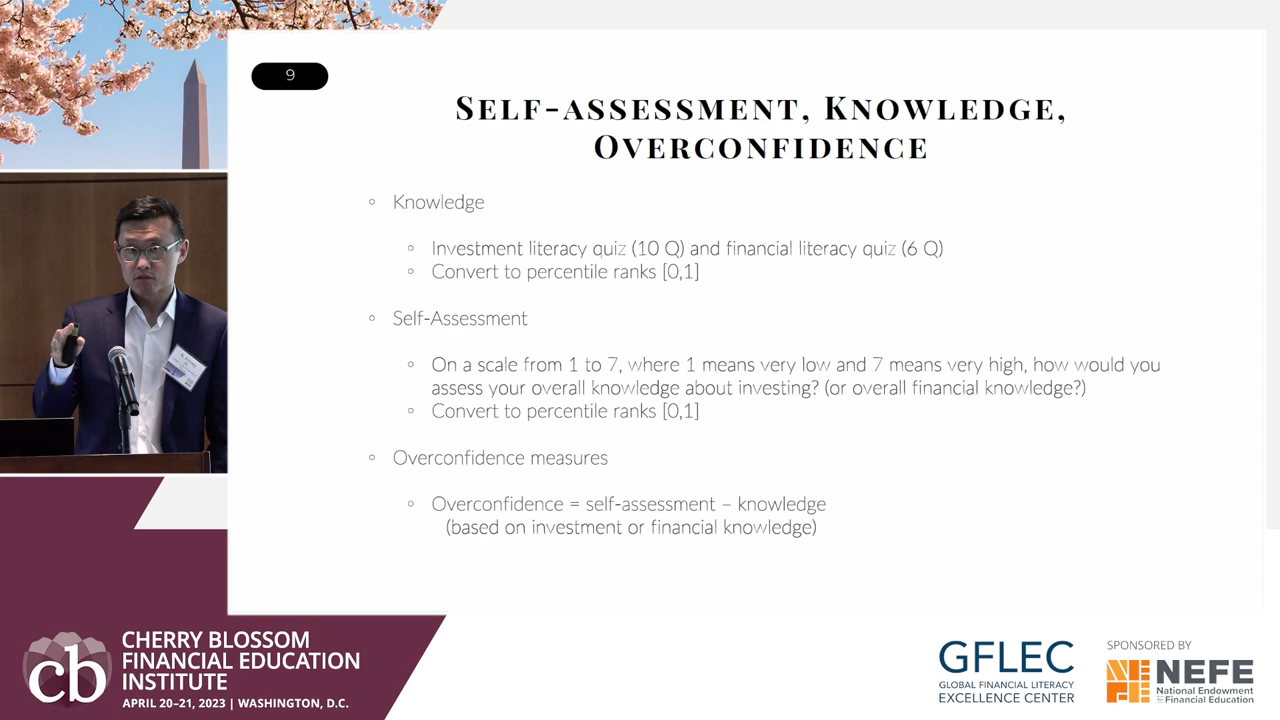 9
SELF-ASSESSMENT, KNOWLEDGE,
OVERCONFIDENCE
Knowledge
Investment literacy quiz (10 Q) and financial literacy quiz (6 Q)
Convert to percentile ranks [0,1]
Self-Assessment
On a scale from 1 to 7, where 1 means very low and 7 means very high, how would you
assess your overall knowledge about investing? (or overall financial knowledge?)
Convert to percentile ranks [0,1]
Overconfidence measures
Overconfidence = self-assessment – knowledge
(based on investment or financial knowledge)
cb
CHERRY BLOSSOM
FINANCIAL EDUCATION
INSTITUTE
APRIL 20–21, 2023 | WASHINGTON, D.C.
GFLEC
GLOBAL FINANCIAL LITERACY
EXCELLENCE CENTER
SPONSORED BY
NEFE
National Endowment
for Financial Education